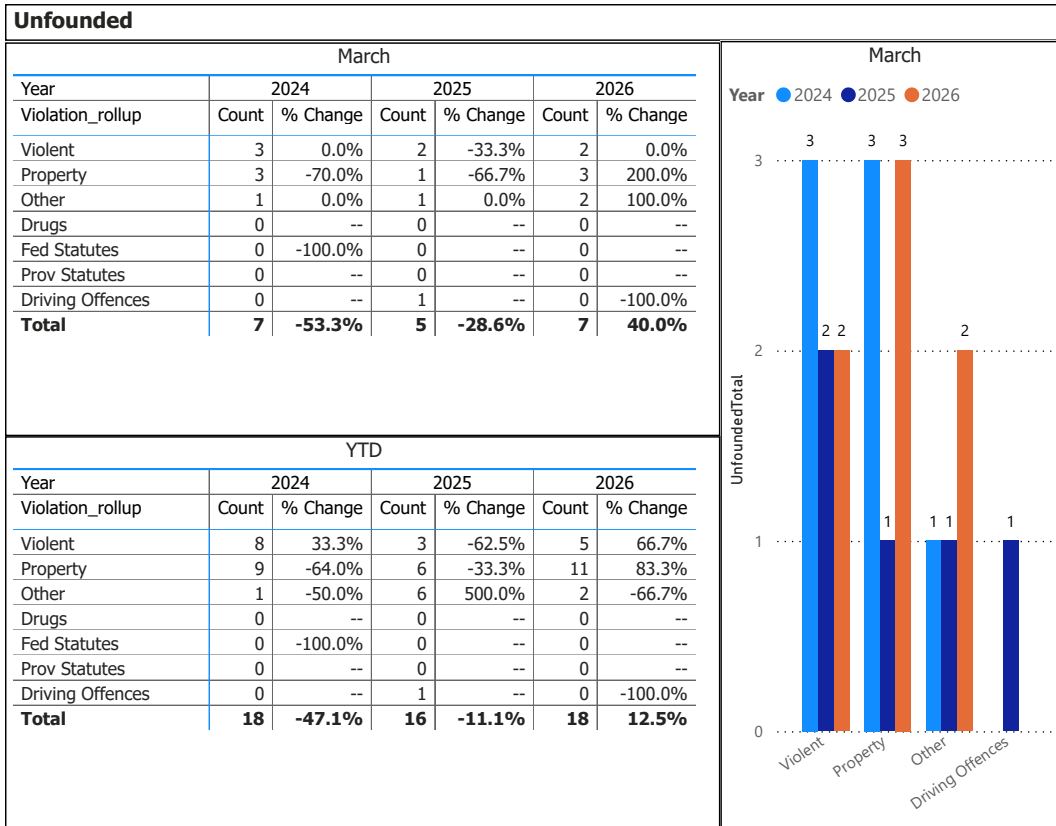 Unfounded
March
Year 2024 2025 2026
Violation_rollup Count % Change Count % Change Count % Change
Violent 3 0.0% 2 -33.3% 2 0.0%
Property 3 -70.0% 1 -66.7% 3 200.0%
Other 1 0.0% 1 0.0% 2 100.0%
Drugs 0 -- 0 -- 0 --
Fed Statutes 0 -100.0% 0 -- 0 --
Prov Statutes 0 -- 0 -- 0 --
Driving Offences 0 -- 1 -- 0 -100.0%
Total 7 -53.3% 5 -28.6% 7 40.0%
YTD
Year 2024 2025 2026
Violation_rollup Count % Change Count % Change Count % Change
Violent 8 33.3% 3 -62.5% 5 66.7%
Property 9 -64.0% 6 -33.3% 11 83.3%
Other 1 -50.0% 6 500.0% 2 -66.7%
Drugs 0 -- 0 -- 0 --
Fed Statutes 0 -100.0% 0 -- 0 --
Prov Statutes 0 -- 0 -- 0 --
Driving Offences 0 -- 1 -- 0 -100.0%
Total 18 -47.1% 16 -11.1% 18 12.5%
March
Year 2024 2025 2026
3 3 3
3
2 2 2
2
UnfoundedTotal
1 1 1 1
1
0
Violent Property Other Driving Offences